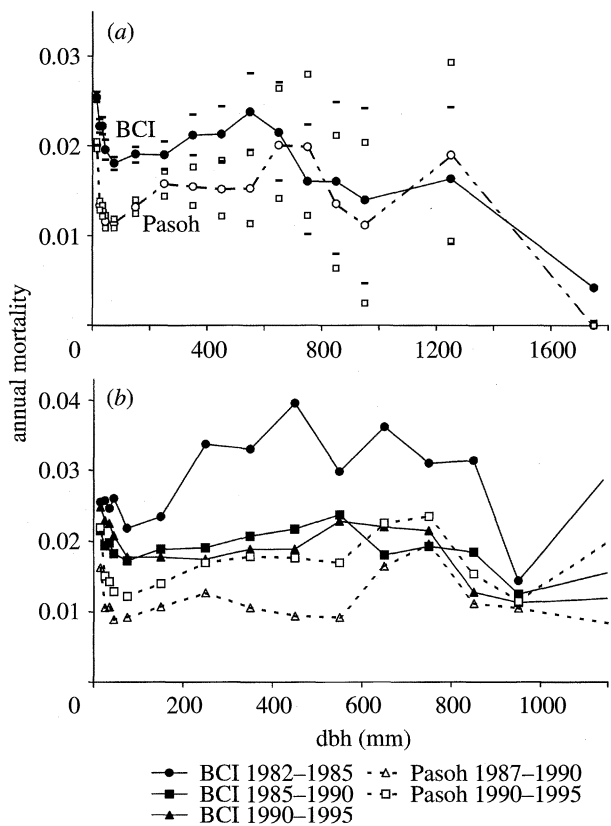 (a)
0.03
0.02
0.01
BCI
Pasoh
0 400 800 1200 1600
annual mortality
(b)
0.04
0.03
0.02
0.01
0 200 400 600 800 1000
dbh (mm)
BCI 1982–1985 Pasoh 1987–1990
BCI 1985–1990 Pasoh 1990–1995
BCI 1990–1995